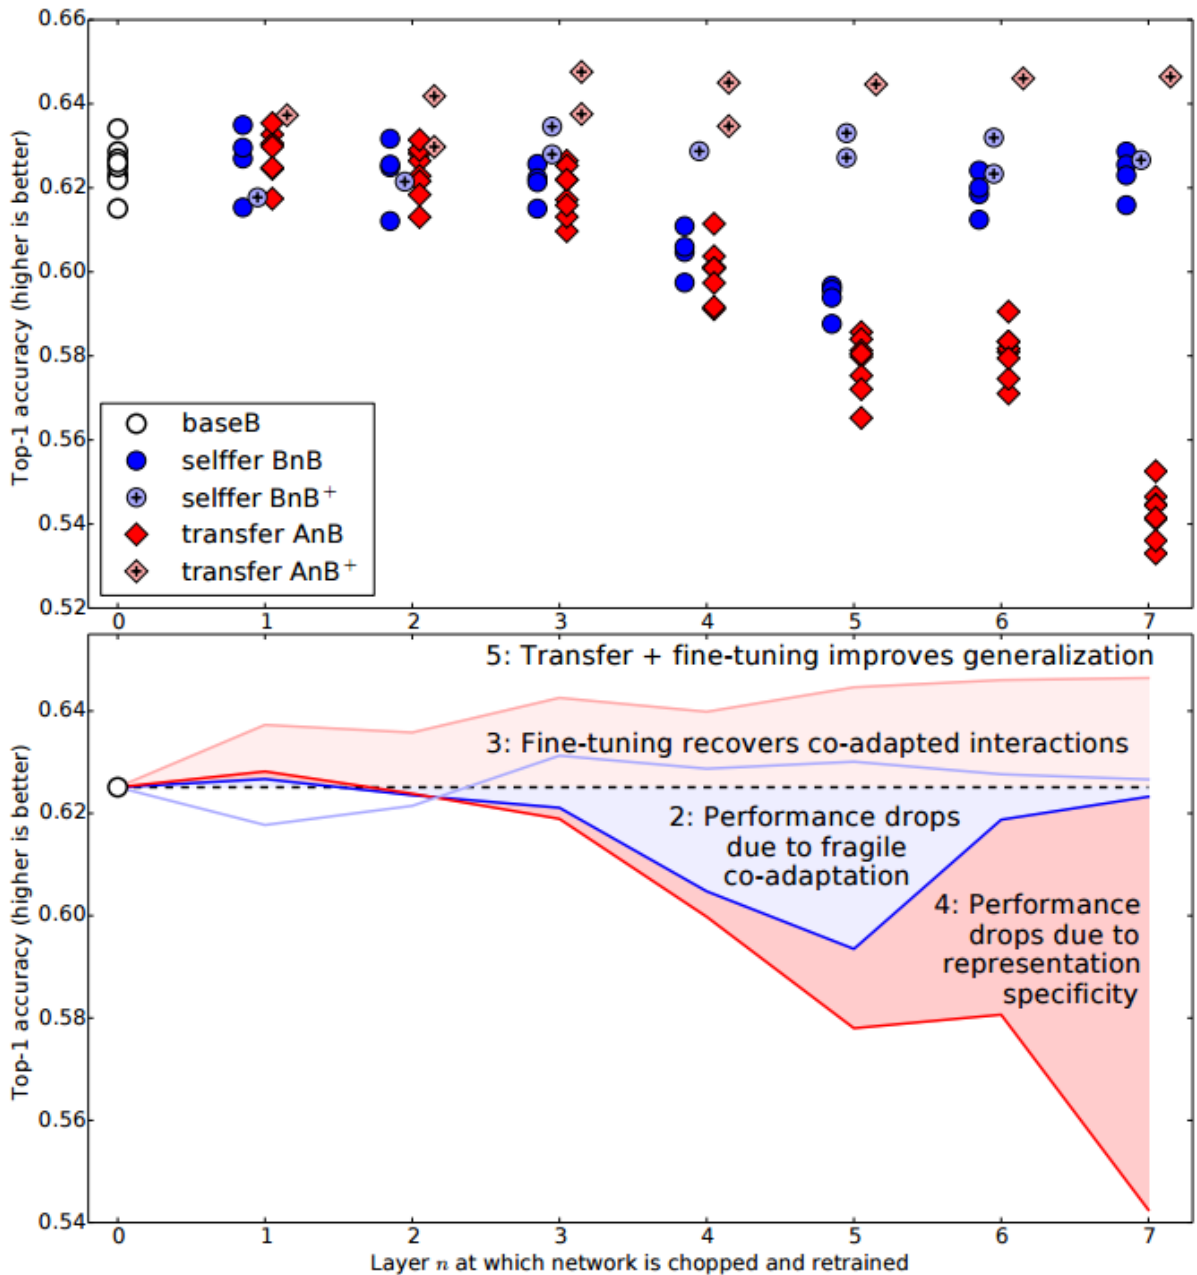 0.66
0.64
0.62
0.60
0.58
0.56
0.54
0.52
Top-1 accuracy (higher is better)
baseB
selffer BnB
selffer BnB⁺
transfer AnB
transfer AnB⁺
0 1 2 3 4 5 6 7
5: Transfer + fine-tuning improves generalization
3: Fine-tuning recovers co-adapted interactions
2: Performance drops
due to fragile
co-adaptation
4: Performance
drops due to
representation
specificity
0.64
0.62
0.60
0.58
0.56
0.54
Top-1 accuracy (higher is better)
0 1 2 3 4 5 6 7
Layer n at which network is chopped and retrained